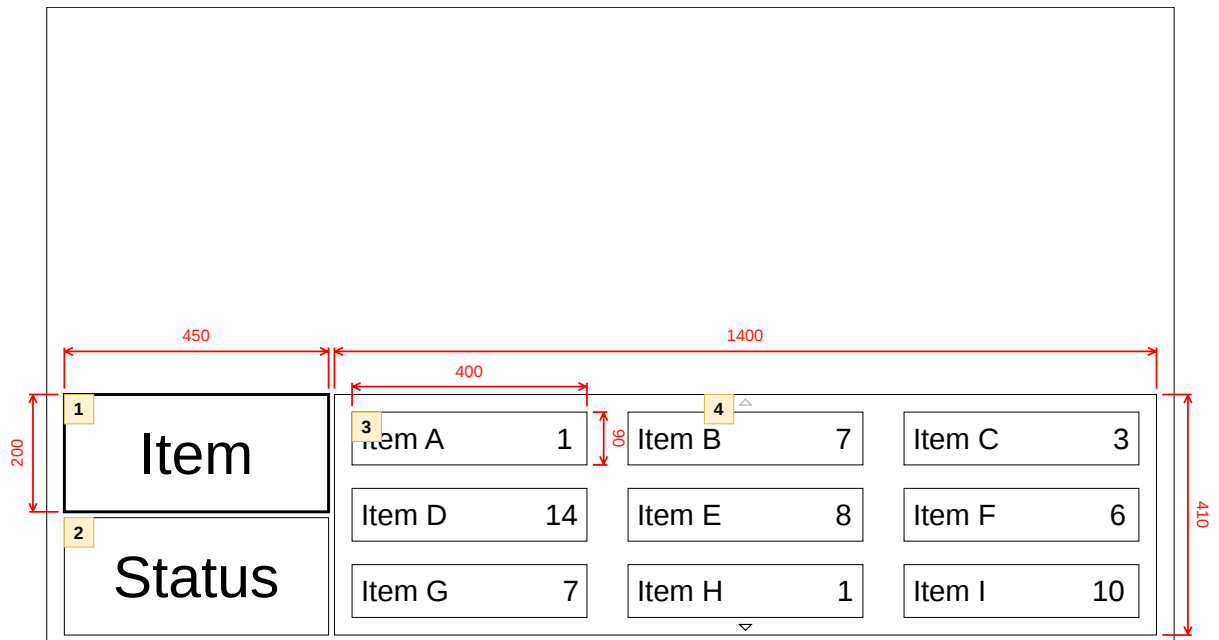 450
1400
400
200
90
410
1
Item
2
Status
3
4
Item A 1
Item B 7
Item C 3
Item D 14
Item E 8
Item F 6
Item G 7
Item H 1
Item I 10